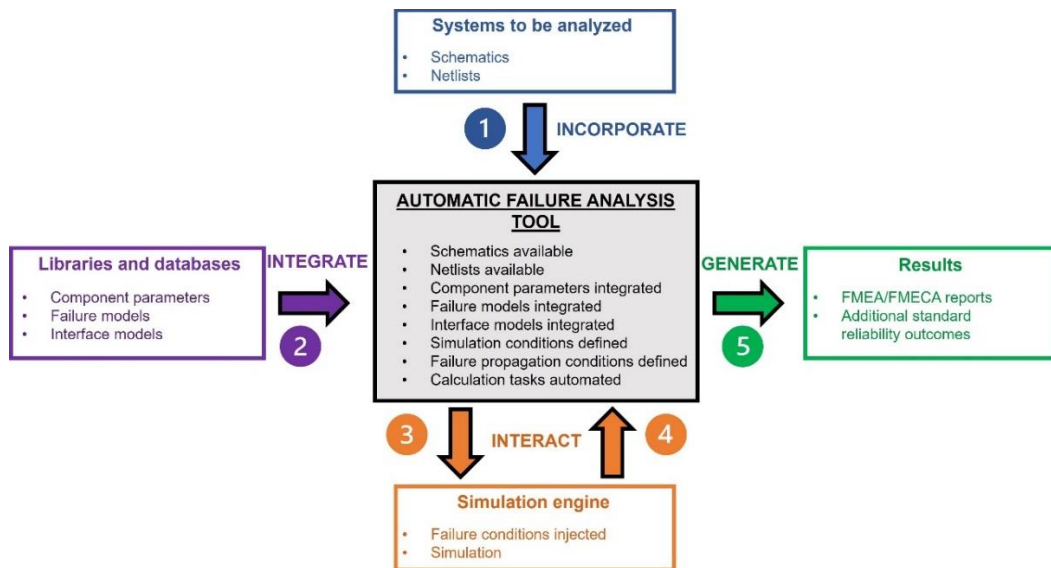 Systems to be analyzed
• Schematics
• Netlists
1
INCORPORATE
AUTOMATIC FAILURE ANALYSIS
TOOL
• Schematics available
• Netlists available
• Component parameters integrated
• Failure models integrated
• Interface models integrated
• Simulation conditions defined
• Failure propagation conditions defined
• Calculation tasks automated
Libraries and databases
• Component parameters
• Failure models
• Interface models
INTEGRATE
2
GENERATE
5
Results
• FMEA/FMECA reports
• Additional standard
reliability outcomes
3
INTERACT
4
Simulation engine
• Failure conditions injected
• Simulation